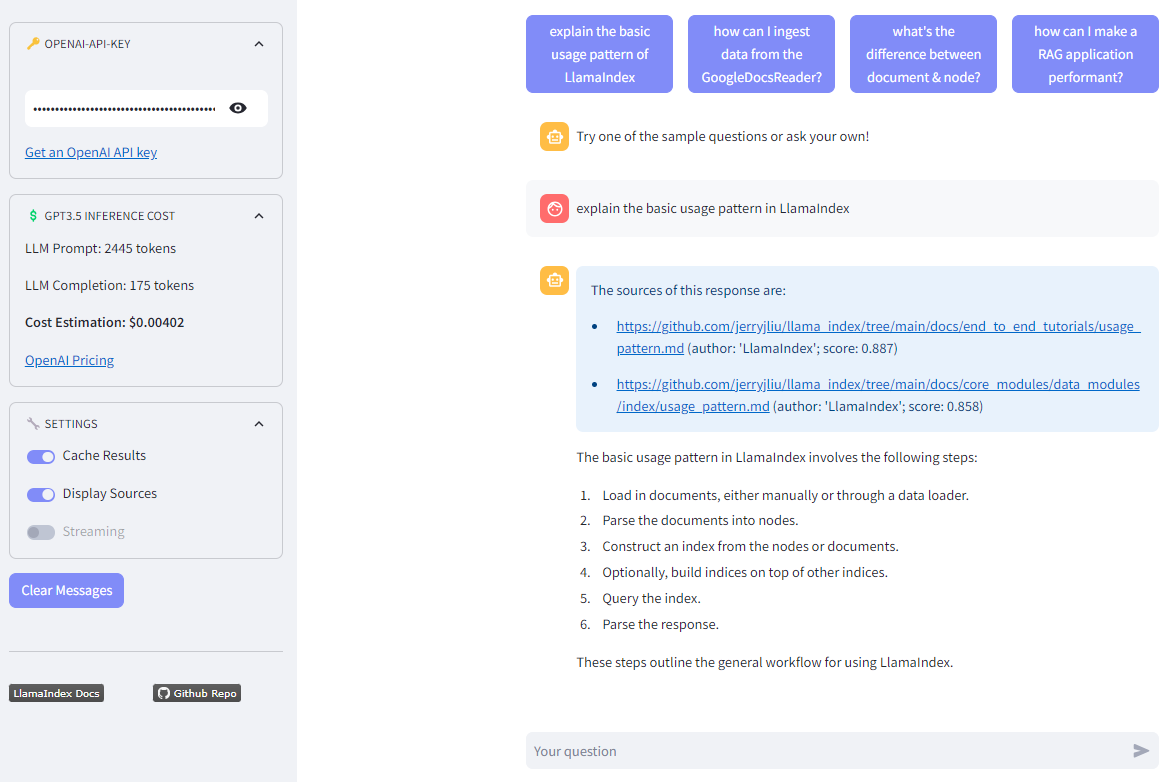 OPENAI-API-KEY
••••••••••••••••••••••••••••••••••••••••••
Get an OpenAI API key
GPT3.5 INFERENCE COST
LLM Prompt: 2445 tokens
LLM Completion: 175 tokens
Cost Estimation: $0.00402
OpenAI Pricing
SETTINGS
Cache Results
Display Sources
Streaming
Clear Messages
LlamaIndex Docs
Github Repo
explain the basic
usage pattern of
LlamaIndex
how can I ingest
data from the
GoogleDocsReader?
what's the
difference between
document & node?
how can I make a
RAG application
performant?
Try one of the sample questions or ask your own!
explain the basic usage pattern in LlamaIndex
The sources of this response are:
• https://github.com/jerryjliu/llama_index/tree/main/docs/end_to_end_tutorials/usage_
pattern.md (author: 'LlamaIndex'; score: 0.887)
• https://github.com/jerryjliu/llama_index/tree/main/docs/core_modules/data_modules
/index/usage_pattern.md (author: 'LlamaIndex'; score: 0.858)
The basic usage pattern in LlamaIndex involves the following steps:
1. Load in documents, either manually or through a data loader.
2. Parse the documents into nodes.
3. Construct an index from the nodes or documents.
4. Optionally, build indices on top of other indices.
5. Query the index.
6. Parse the response.
These steps outline the general workflow for using LlamaIndex.
Your question